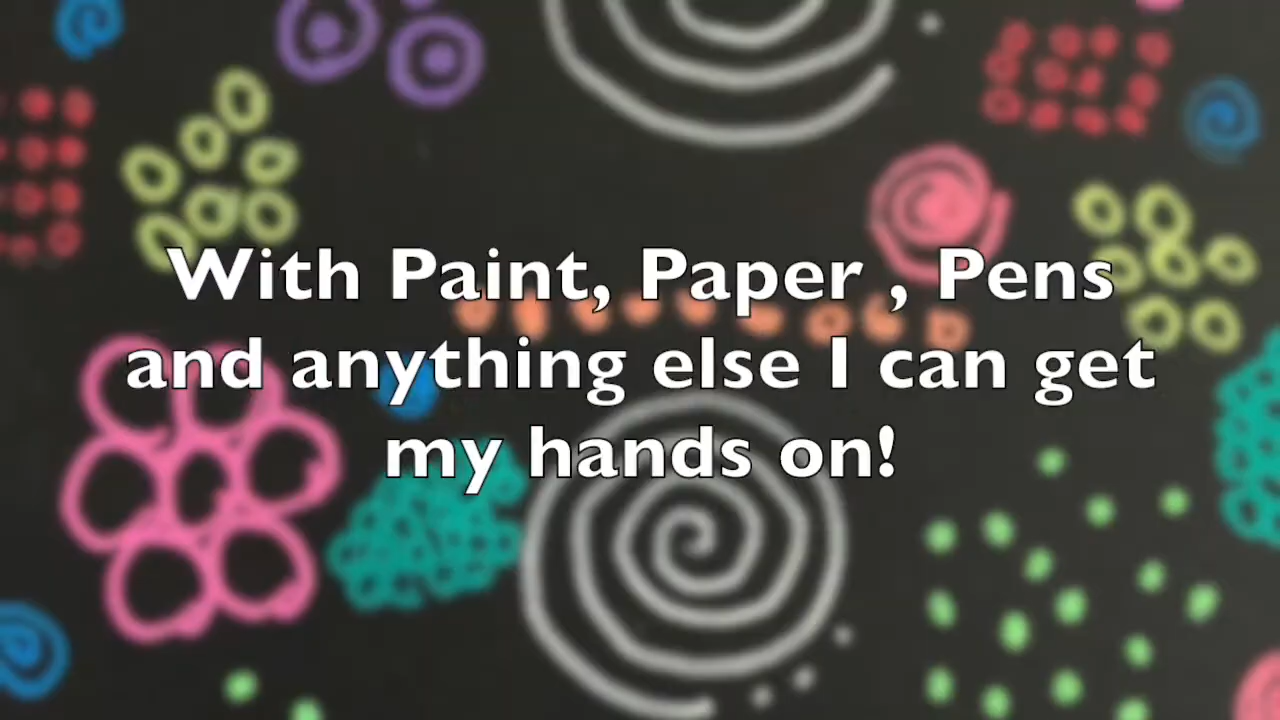 With Paint, Paper , Pens
and anything else I can get
my hands on!